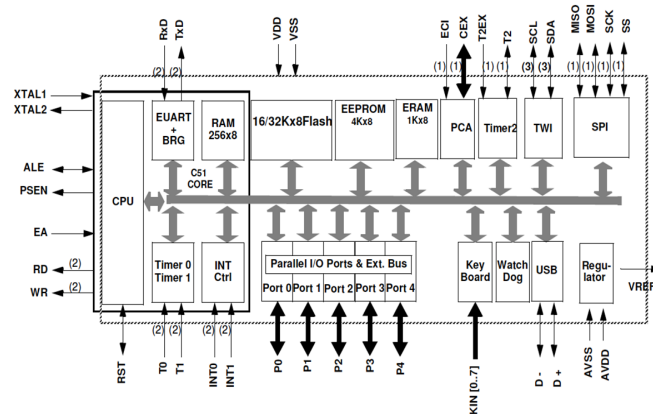 RxD
TxD
VDD
VSS
ECI
CEX
T2EX
T2
SCL
SDA
MISO
MOSI
SCK
SS
(2) (2)
(1) (1) (1) (1) (3) (3) (1) (1) (1) (1)
XTAL1
XTAL2
ALE
PSEN
EA
RD
(2)
WR
(2)
CPU
EUART
+
BRG
RAM
256x8
C51
CORE
16/32Kx8Flash
EEPROM
4Kx8
ERAM
1Kx8
PCA
Timer2
TWI
SPI
Timer 0
Timer 1
INT
Ctrl
Parallel I/O Ports & Ext. Bus
Port 0
Port 1
Port 2
Port 3
Port 4
Key
Board
Watch
Dog
USB
Regu-
lator
VREF
(2) (2) (2) (2)
RST
T0
T1
INT0
INT1
P0
P1
P2
P3
P4
KIN [0..7]
D -
D +
AVSS
AVDD